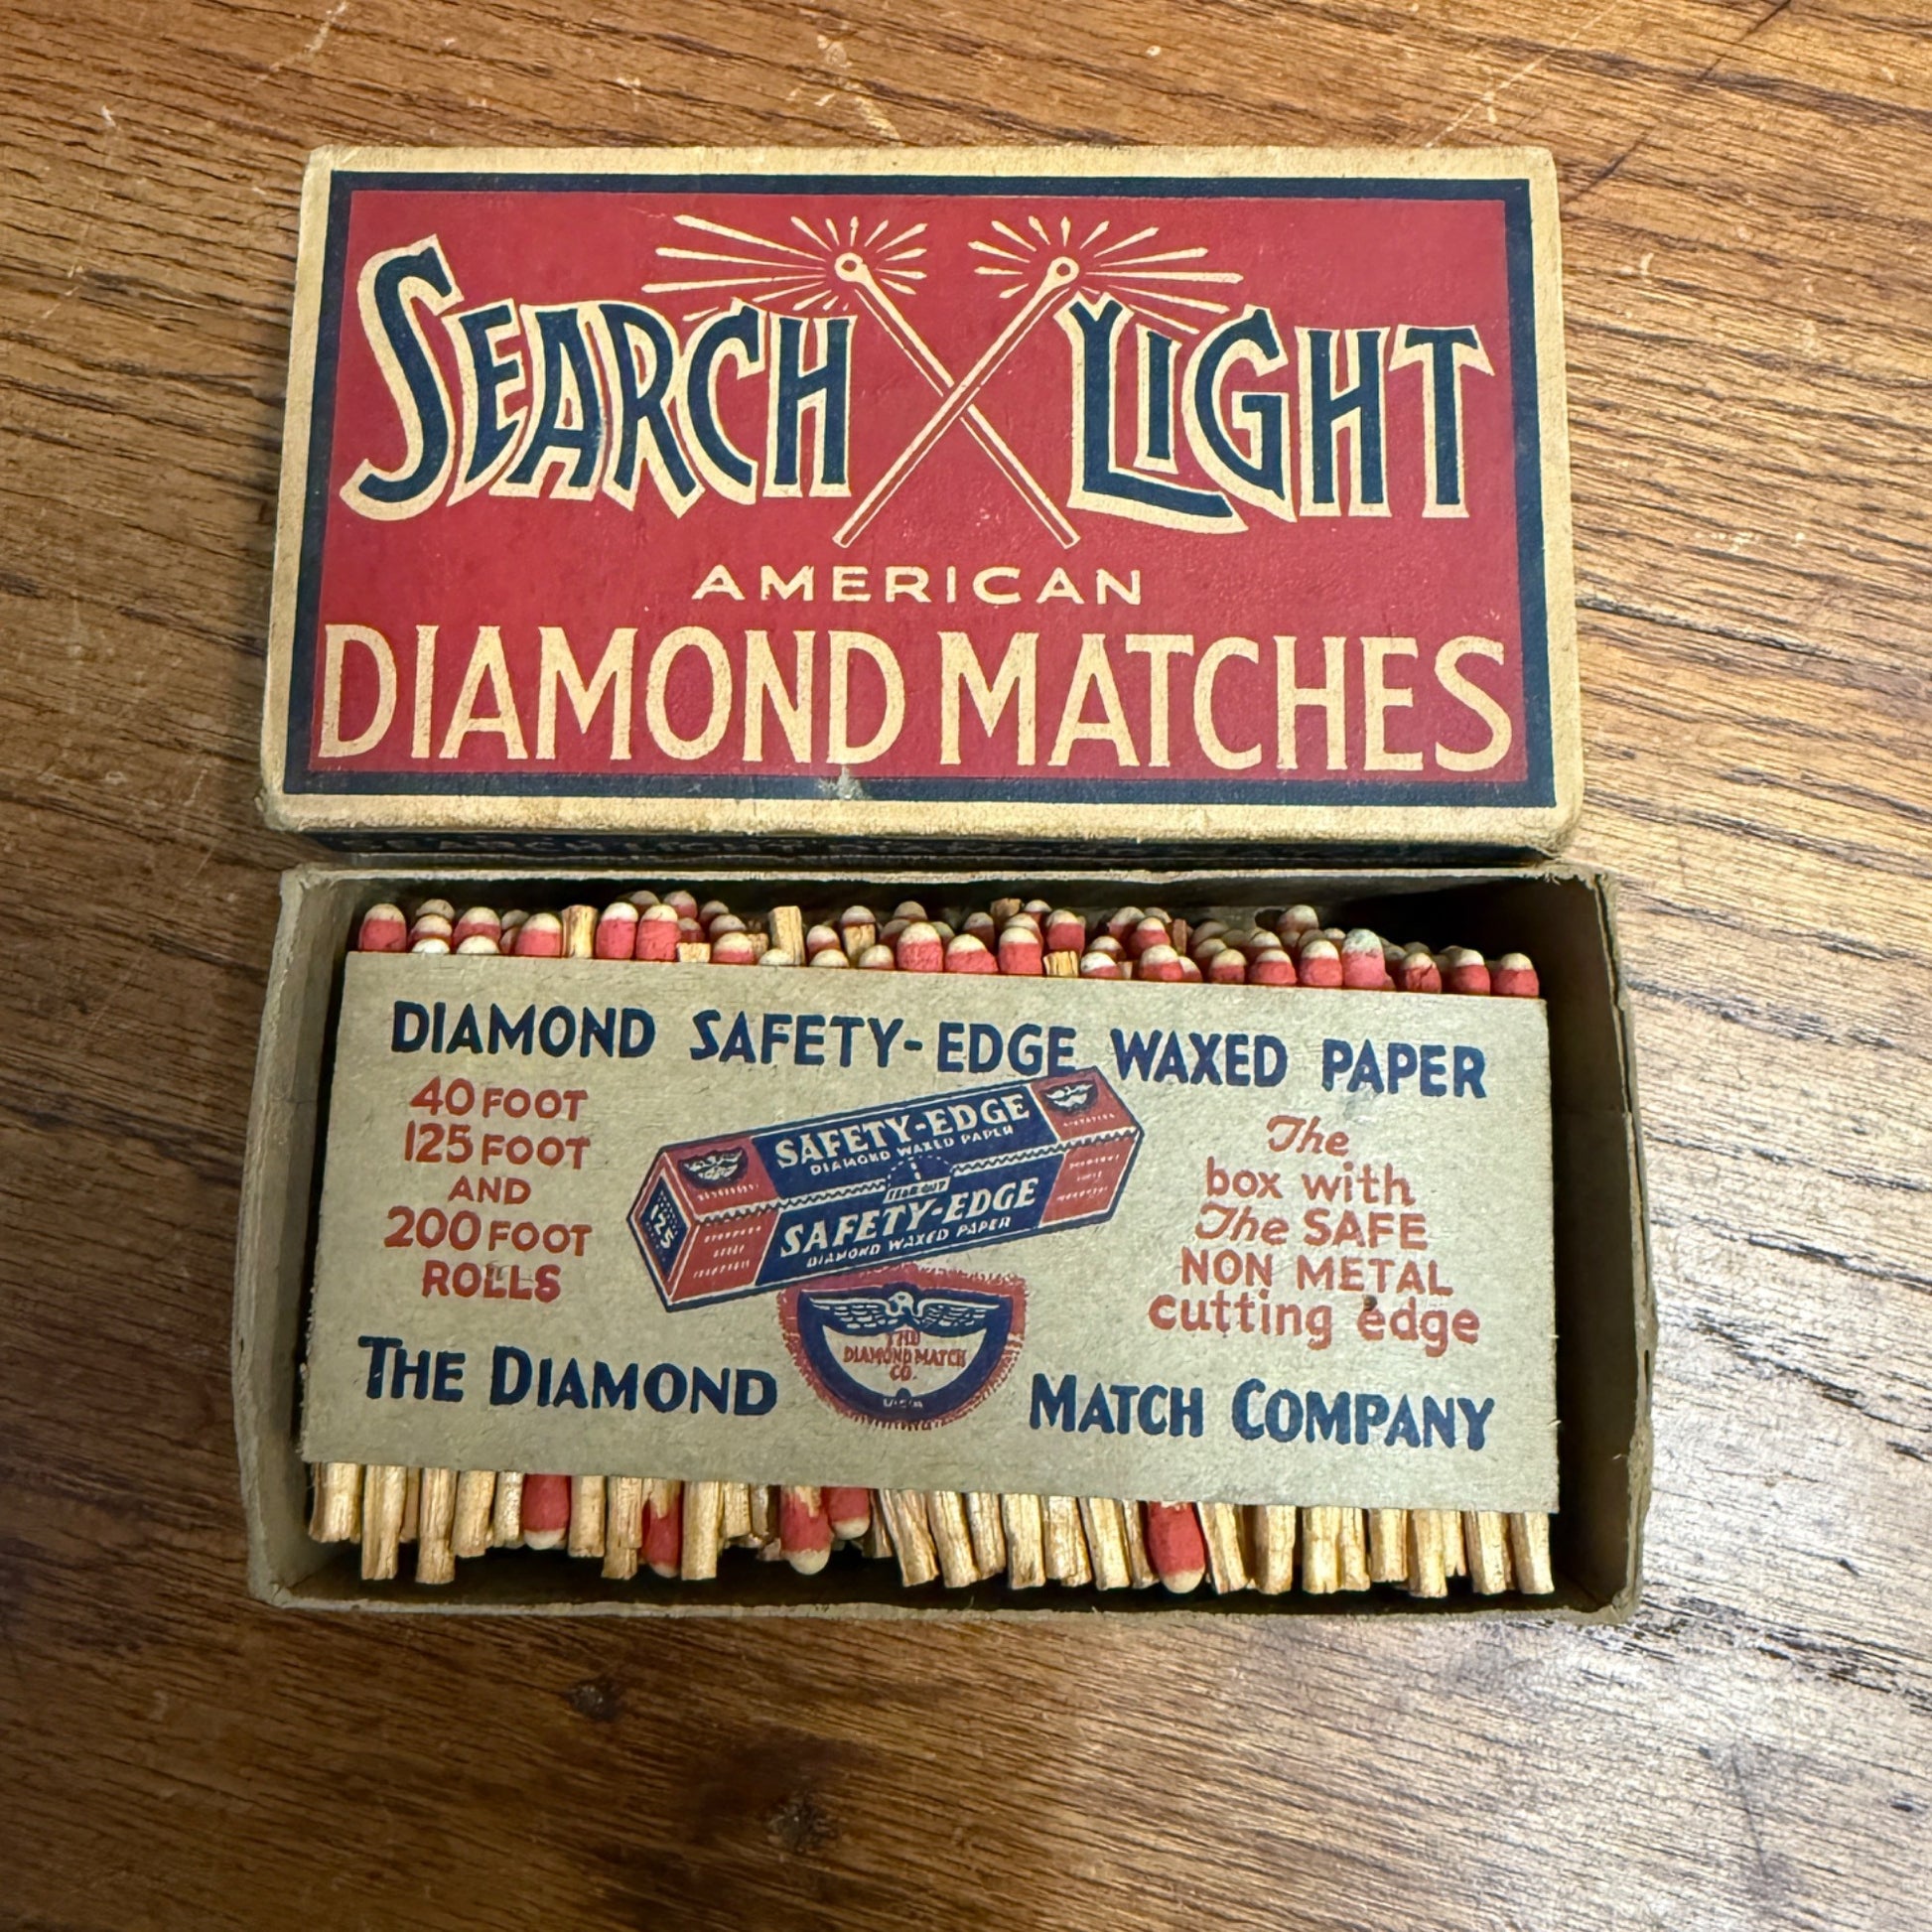 SEARCH LIGHT
AMERICAN
DIAMOND MATCHES
DIAMOND SAFETY-EDGE WAXED PAPER
40 FOOT
125 FOOT
AND
200 FOOT
ROLLS
SAFETY-EDGE
DIAMOND WAXED PAPER
SAFETY-EDGE
DIAMOND WAXED PAPER
125
The
box with
The SAFE
NON METAL
cutting edge
THE
DIAMOND MATCH
CO.
THE DIAMOND MATCH COMPANY